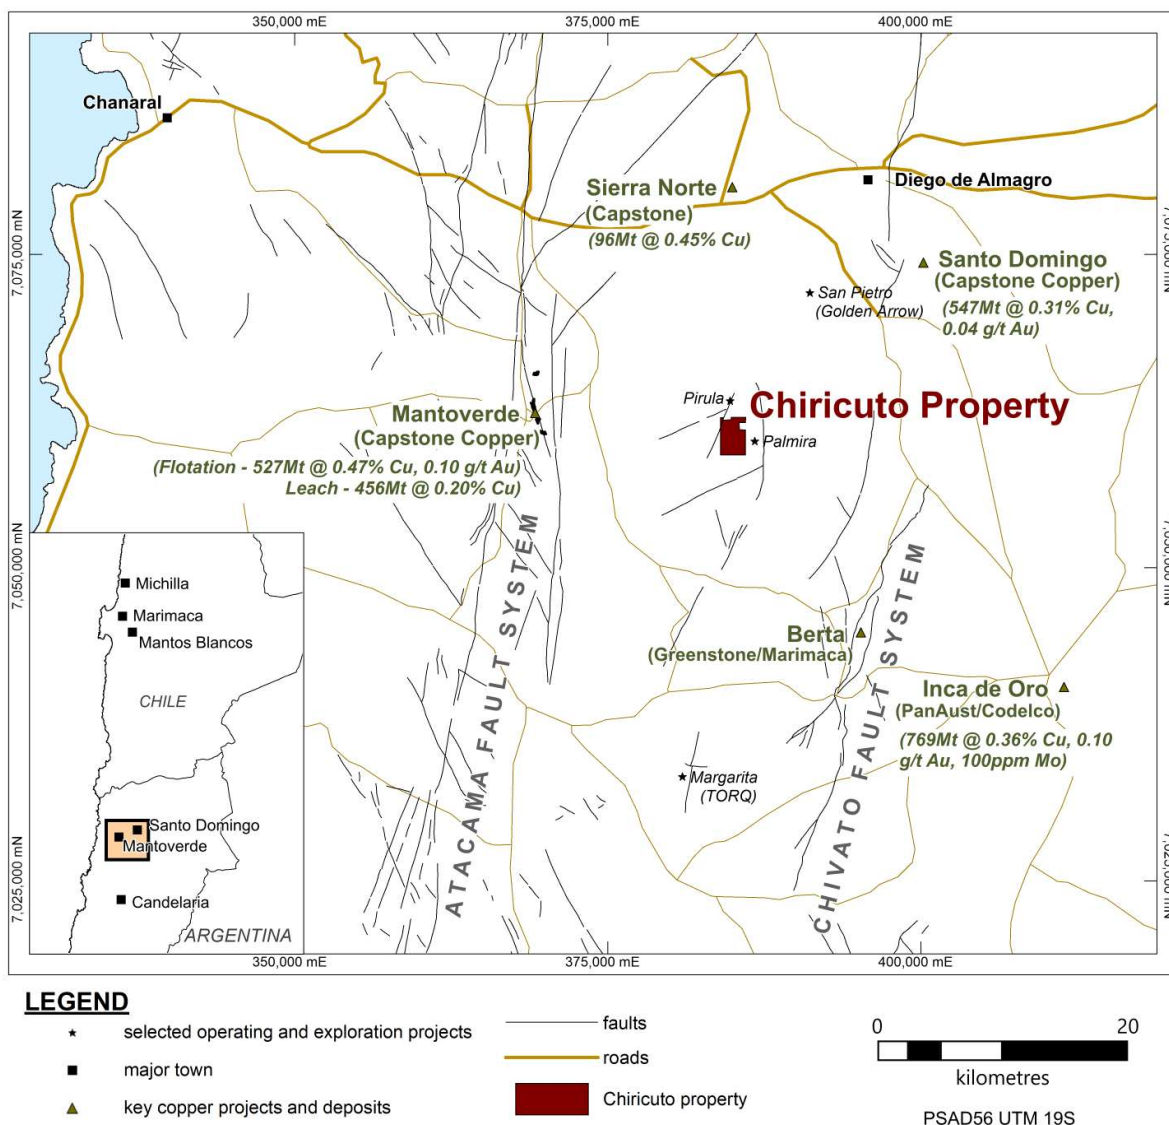 350,000 mE
375,000 mE
400,000 mE
Chanaral
Sierra Norte
(Capstone)
(96Mt @ 0.45% Cu)
Diego de Almagro
7,075,000 mN
Santo Domingo
(Capstone Copper)
(547Mt @ 0.31% Cu,
0.04 g/t Au)
San Pietro
(Golden Arrow)
Pirula
Chiricuto Property
Palmira
Mantoverde
(Capstone Copper)
(Flotation - 527Mt @ 0.47% Cu, 0.10 g/t Au)
Leach - 456Mt @ 0.20% Cu)
7,050,000 mN
ATACAMA FAULT SYSTEM
CHIVATO FAULT SYSTEM
Berta
(Greenstone/Marimaca)
Inca de Oro
(PanAust/Codelco)
(769Mt @ 0.36% Cu, 0.10
g/t Au, 100ppm Mo)
Margarita
(TORQ)
7,025,000 mN
Michilla
Marimaca
Mantos Blancos
CHILE
Santo Domingo
Mantoverde
Candelaria
ARGENTINA
350,000 mE
375,000 mE
400,000 mE
LEGEND
selected operating and exploration projects
major town
key copper projects and deposits
faults
roads
Chiricuto property
0
20
kilometres
PSAD56 UTM 19S